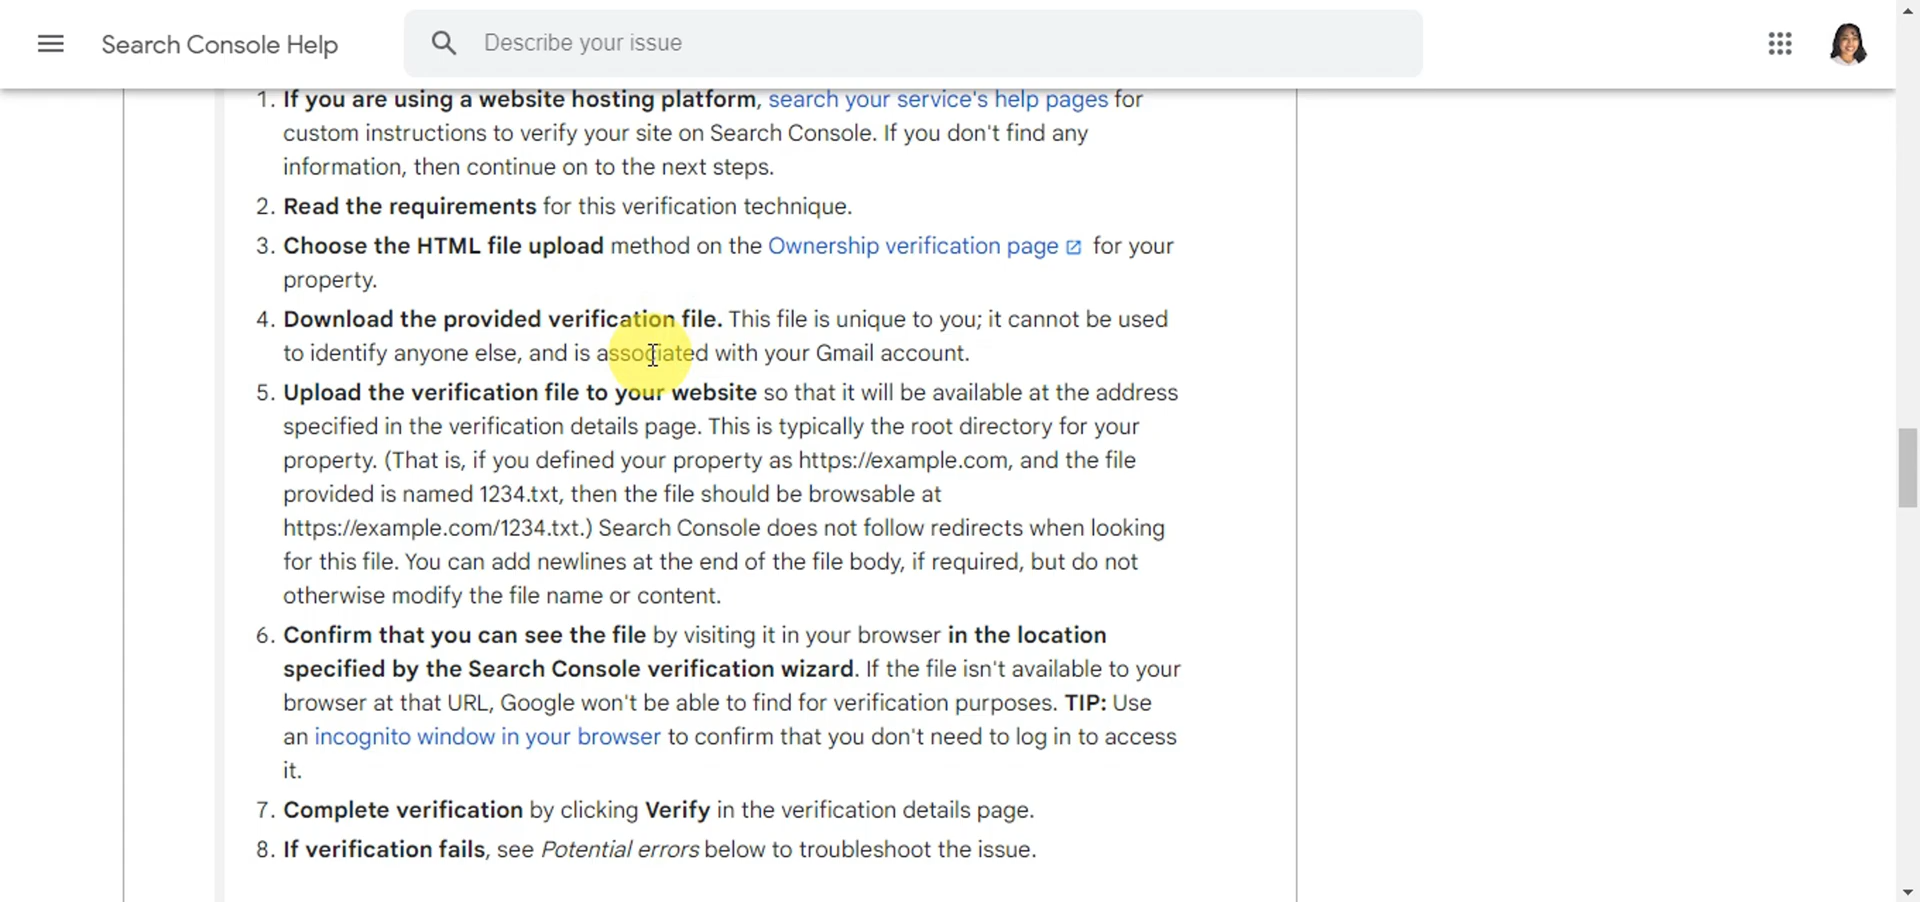 Search Console Help
Describe your issue
1. If you are using a website hosting platform, search your service's help pages for
custom instructions to verify your site on Search Console. If you don't find any
information, then continue on to the next steps.
2. Read the requirements for this verification technique.
3. Choose the HTML file upload method on the Ownership verification page for your
property.
4. Download the provided verification file. This file is unique to you; it cannot be used
to identify anyone else, and is associated with your Gmail account.
5. Upload the verification file to your website so that it will be available at the address
specified in the verification details page. This is typically the root directory for your
property. (That is, if you defined your property as https://example.com, and the file
provided is named 1234.txt, then the file should be browsable at
https://example.com/1234.txt.) Search Console does not follow redirects when looking
for this file. You can add newlines at the end of the file body, if required, but do not
otherwise modify the file name or content.
6. Confirm that you can see the file by visiting it in your browser in the location
specified by the Search Console verification wizard. If the file isn't available to your
browser at that URL, Google won't be able to find for verification purposes. TIP: Use
an incognito window in your browser to confirm that you don't need to log in to access
it.
7. Complete verification by clicking Verify in the verification details page.
8. If verification fails, see Potential errors below to troubleshoot the issue.